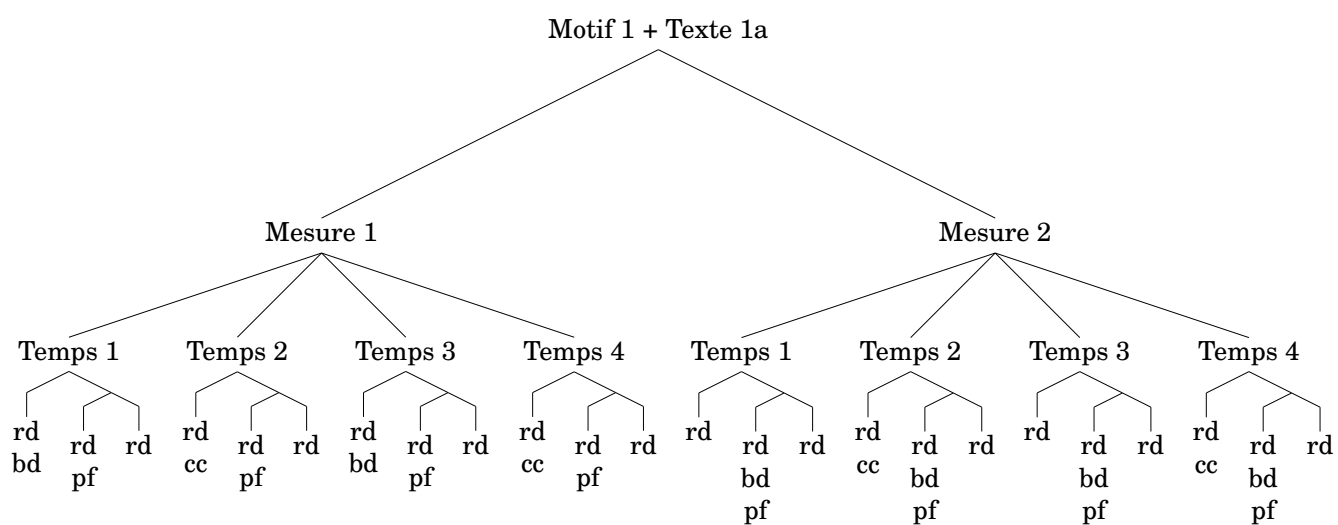 Motif 1 + Texte 1a
Mesure 1 Mesure 2
Temps 1 Temps 2 Temps 3 Temps 4 Temps 1 Temps 2 Temps 3 Temps 4
rd rd rd rd rd rd rd rd rd rd rd rd rd rd rd rd rd rd rd rd rd rd rd rd
bd pf cc pf bd pf cc pf bd cc bd bd cc bd
pf pf pf pf